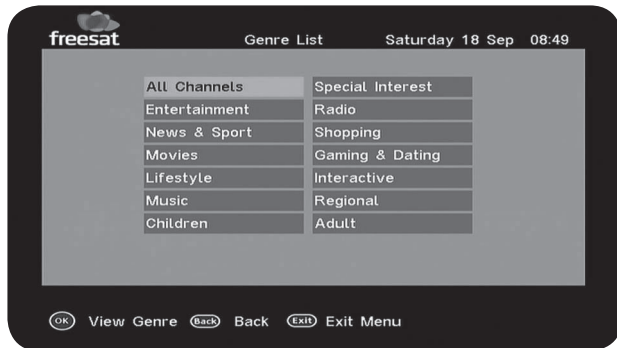 freesat Genre List Saturday 18 Sep 08:49
All Channels
Entertainment
News & Sport
Movies
Lifestyle
Music
Children
Special Interest
Radio
Shopping
Gaming & Dating
Interactive
Regional
Adult
OK View Genre Back Back Exit Exit Menu